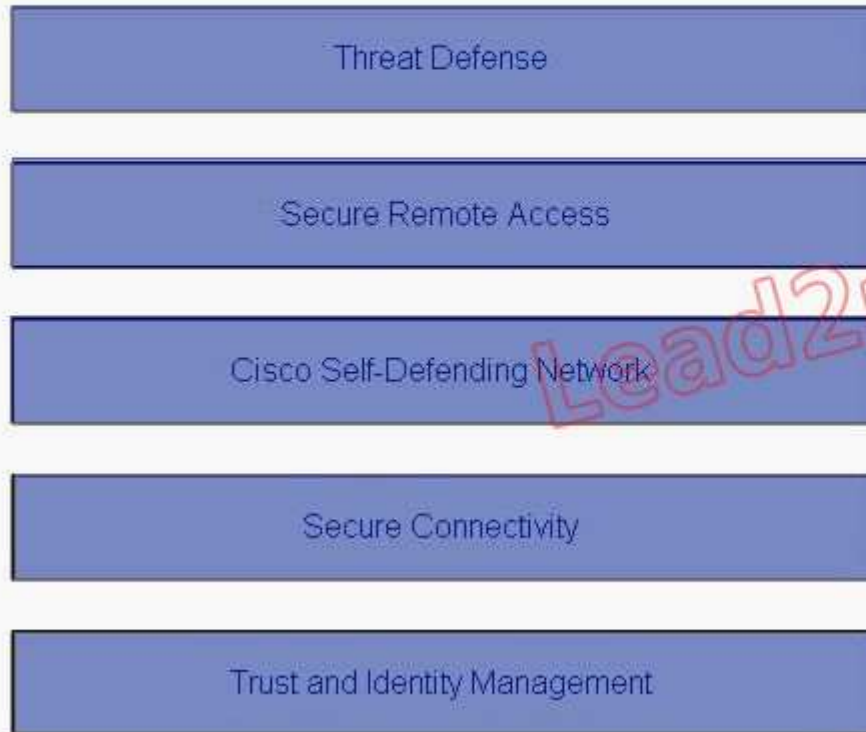 Threat Defense
Secure Remote Access
Cisco Self-Defending Network
Lead2
Secure Connectivity
Trust and Identity Management